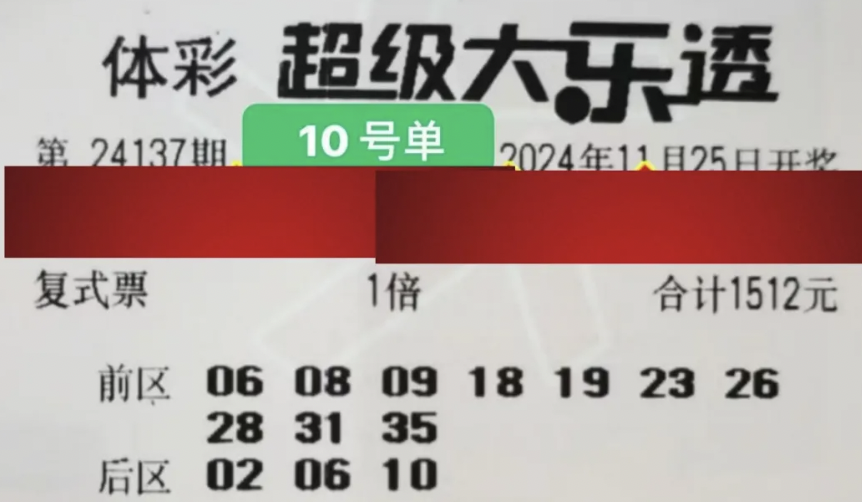 体彩 超级大乐透
第 24137期 10 号单 2024年11月25日开奖
复式票 1倍 合计1512元
前区 06 08 09 18 19 23 26
28 31 35
后区 02 06 10